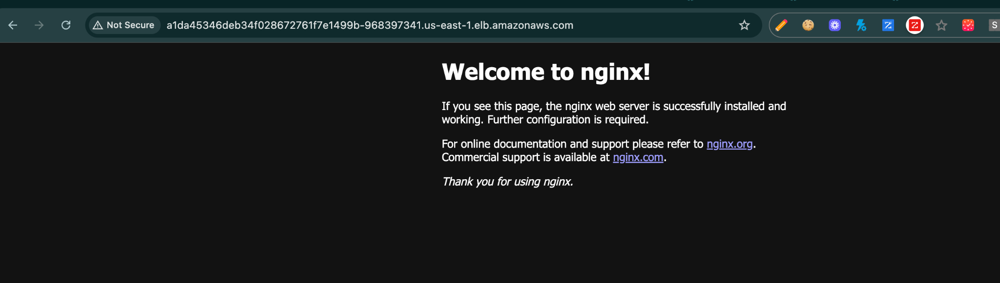 Not Secure
a1da45346deb34f028672761f7e1499b-968397341.us-east-1.elb.amazonaws.com
S
Welcome to nginx!
If you see this page, the nginx web server is successfully installed and
working. Further configuration is required.
For online documentation and support please refer to nginx.org.
Commercial support is available at nginx.com.
Thank you for using nginx.